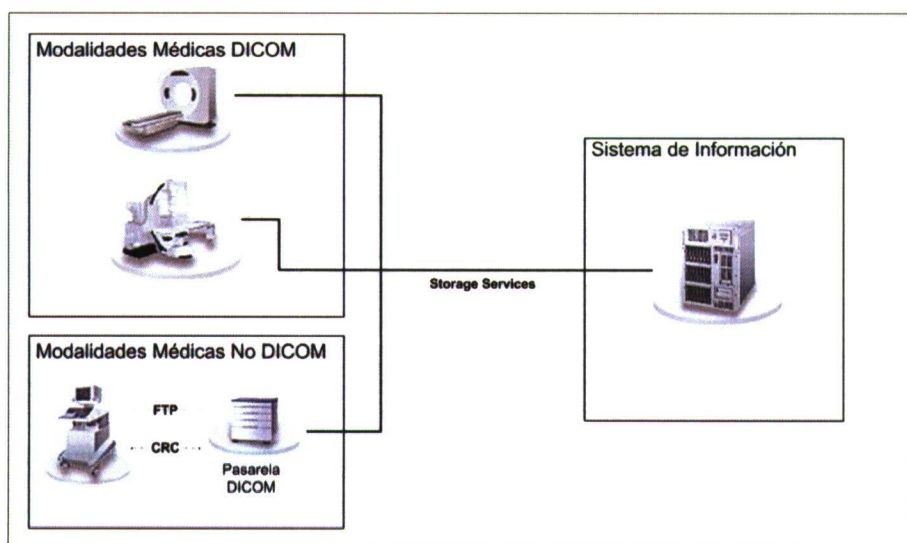 Modalidades Médicas DICOM
Sistema de Información
Storage Services
Modalidades Médicas No DICOM
FTP
CRC
Pasarela
DICOM